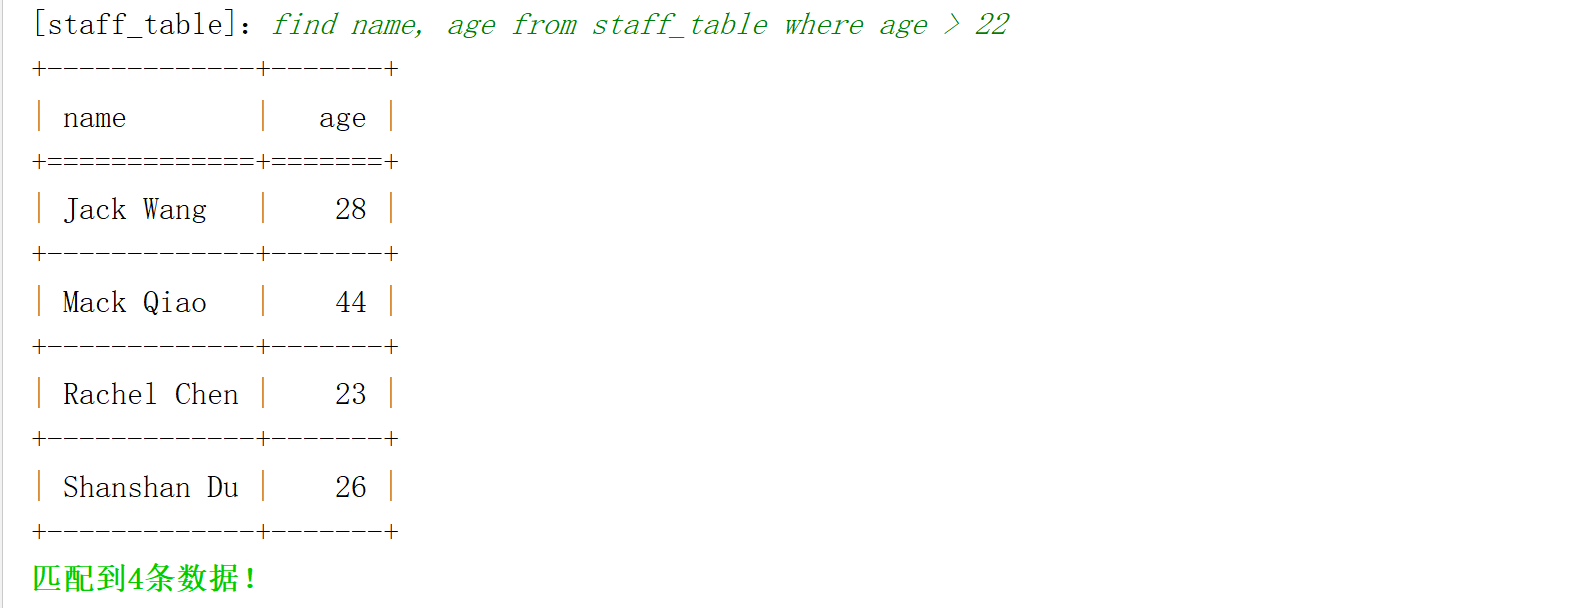 [staff_table]: find name, age from staff_table where age > 22
+-------------+-------+
| name        |   age |
+=============+=======+
| Jack Wang   |    28 |
+-------------+-------+
| Mack Qiao   |    44 |
+-------------+-------+
| Rachel Chen |    23 |
+-------------+-------+
| Shanshan Du |    26 |
+-------------+-------+
匹配到4条数据!